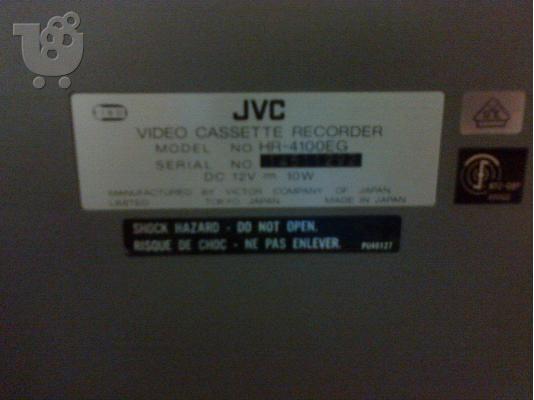 JVC
VIDEO CASSETTE RECORDER
MODEL NO HR-4100EG
SERIAL NO.
DC 12V 10W
MANUFACTURED BY VICTOR COMPANY OF JAPAN
LIMITED TOKYO, JAPAN MADE IN JAPAN
SHOCK HAZARD - DO NOT OPEN.
RISQUE DE CHOC - NE PAS ENLEVER. PU46127